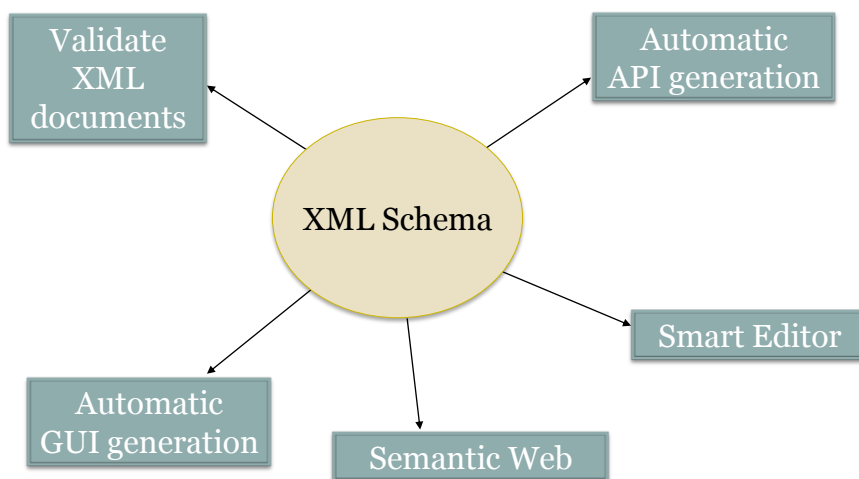 Validate
XML
documents
Automatic
API generation
XML Schema
Smart Editor
Automatic
GUI generation
Semantic Web